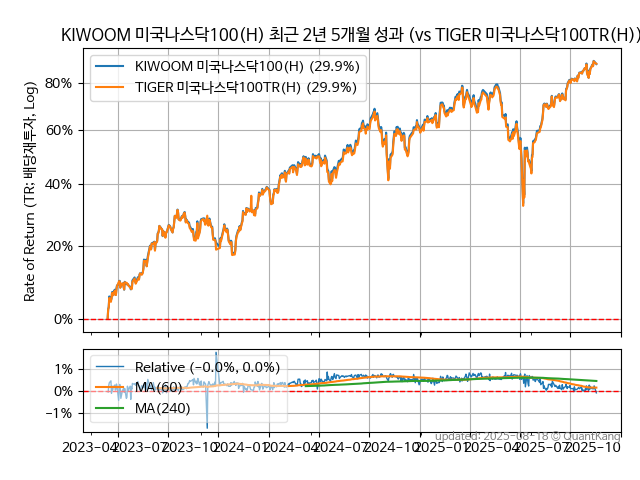 KIWOOM 미국나스닥100(H) 최근 2년 5개월 성과 (vs TIGER 미국나스닥100TR(H))
KIWOOM 미국나스닥100(H) (29.9%)
TIGER 미국나스닥100TR(H) (29.9%)
Rate of Return (TR: 배당재투자, Log)
80%
60%
40%
20%
0%
Relative (−0.0%, 0.0%)
MA(60)
MA(240)
1%
0%
−1%
updated: 2025-08-18 © QuantKang
2023-04
2023-07
2023-10
2024-01
2024-04
2024-07
2024-10
2025-01
2025-04
2025-07
2025-10